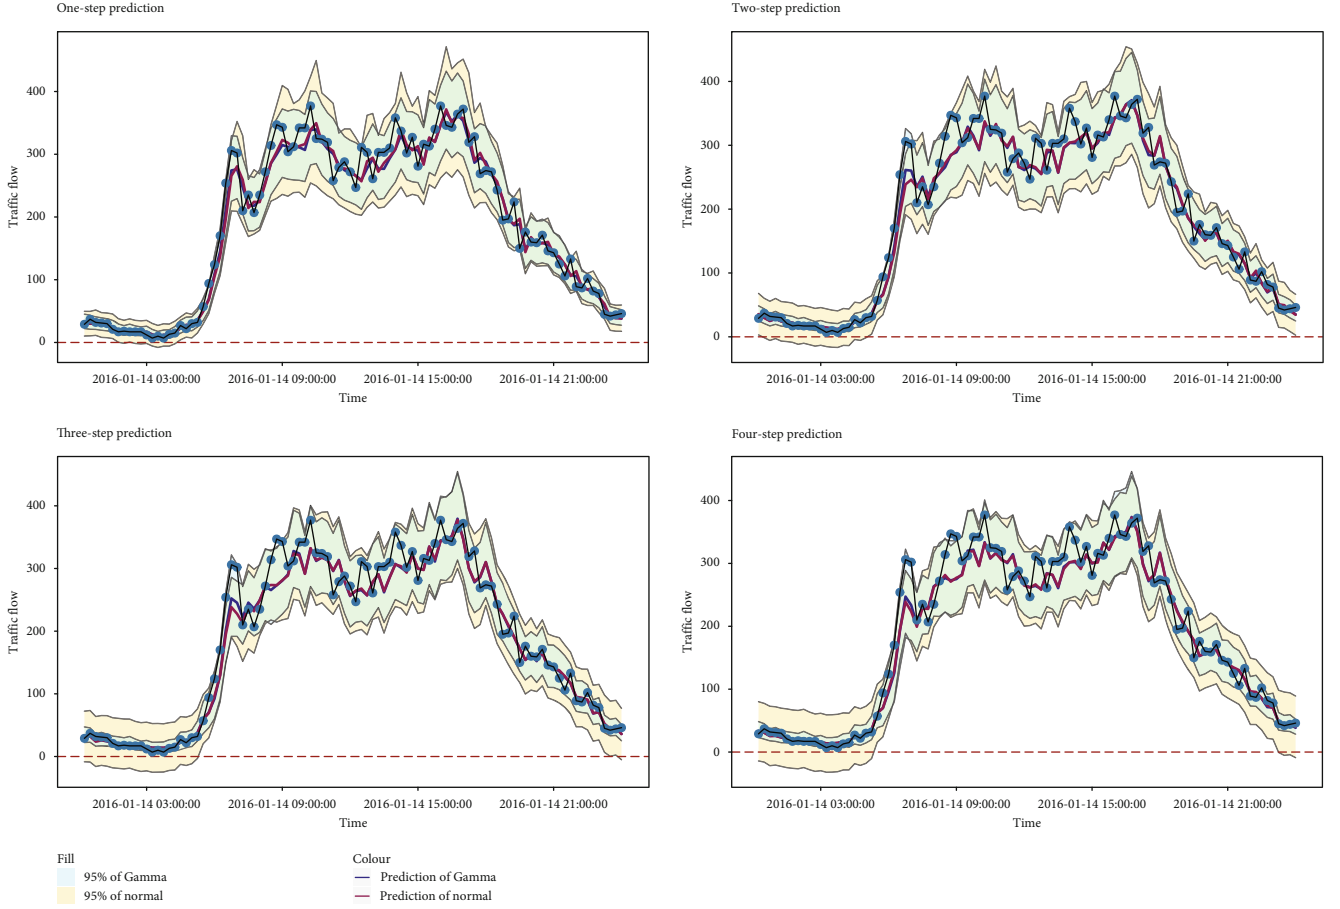 One-step prediction
Traffic flow
400
300
200
100
0
2016-01-14 03:00:00 2016-01-14 09:00:00 2016-01-14 15:00:00 2016-01-14 21:00:00
Time
Two-step prediction
Traffic flow
400
300
200
100
0
2016-01-14 03:00:00 2016-01-14 09:00:00 2016-01-14 15:00:00 2016-01-14 21:00:00
Time
Three-step prediction
Traffic flow
400
300
200
100
0
2016-01-14 03:00:00 2016-01-14 09:00:00 2016-01-14 15:00:00 2016-01-14 21:00:00
Time
Four-step prediction
Traffic flow
400
300
200
100
0
2016-01-14 03:00:00 2016-01-14 09:00:00 2016-01-14 15:00:00 2016-01-14 21:00:00
Time
Fill
95% of Gamma
95% of normal
Colour
Prediction of Gamma
Prediction of normal